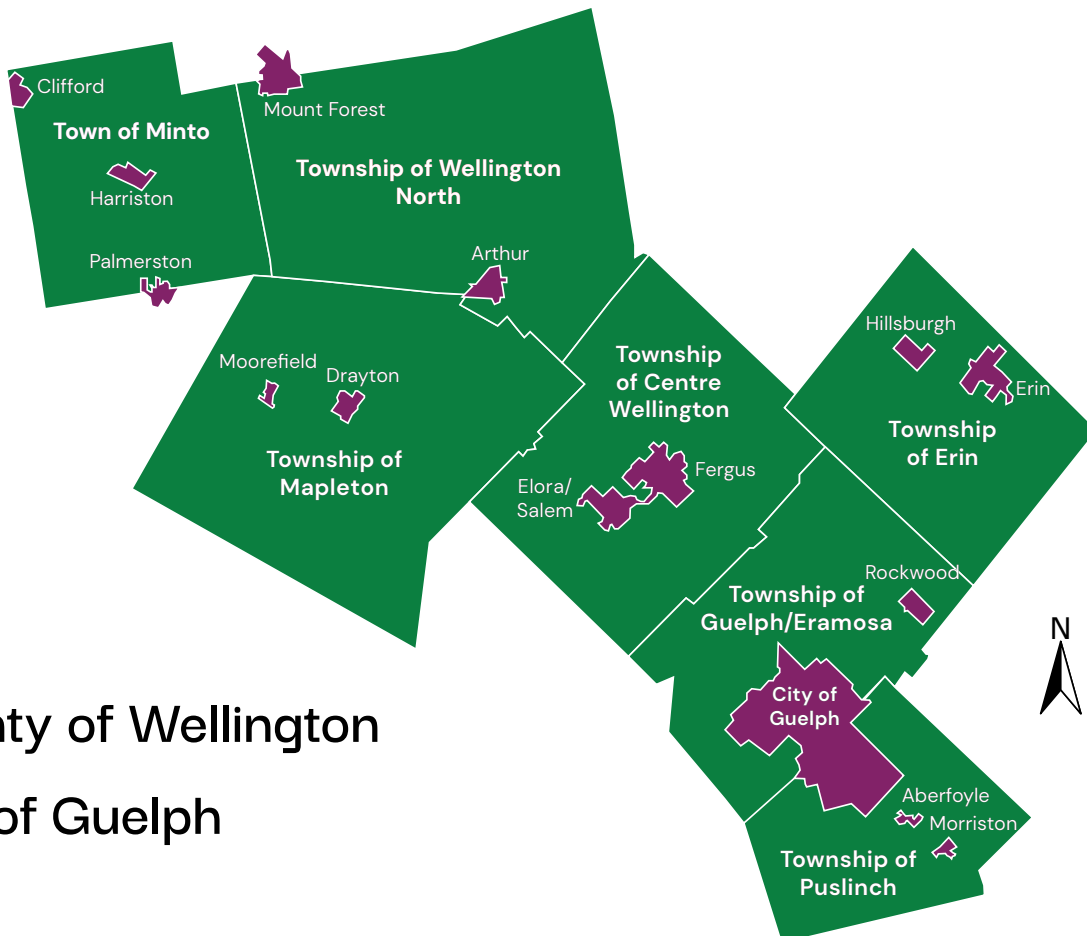 Clifford
Mount Forest
Town of Minto
Township of Wellington
North
Harriston
Palmerston
Arthur
Moorefield
Drayton
Township of
Mapleton
Township
of Centre
Wellington
Hillsburgh
Erin
Township
of Erin
Fergus
Elora/
Salem
Rockwood
Township of
Guelph/Eramosa
N
City of
Guelph
nty of Wellington
of Guelph
Aberfoyle
Morriston
Township of
Puslinch